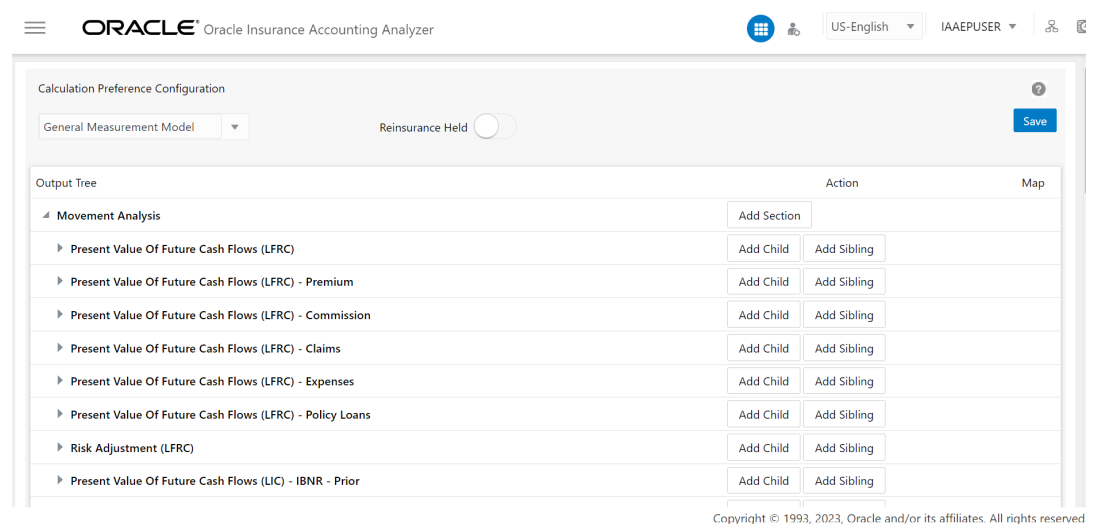 ORACLE® Oracle Insurance Accounting Analyzer US-English IAAEPUSER
Calculation Preference Configuration ?
General Measurement Model Reinsurance Held Save
Output Tree Action Map
Movement Analysis Add Section
Present Value Of Future Cash Flows (LFRC) Add Child Add Sibling
Present Value Of Future Cash Flows (LFRC) - Premium Add Child Add Sibling
Present Value Of Future Cash Flows (LFRC) - Commission Add Child Add Sibling
Present Value Of Future Cash Flows (LFRC) - Claims Add Child Add Sibling
Present Value Of Future Cash Flows (LFRC) - Expenses Add Child Add Sibling
Present Value Of Future Cash Flows (LFRC) - Policy Loans Add Child Add Sibling
Risk Adjustment (LFRC) Add Child Add Sibling
Present Value Of Future Cash Flows (LIC) - IBNR - Prior Add Child Add Sibling
Copyright © 1993, 2023, Oracle and/or its affiliates. All rights reserved